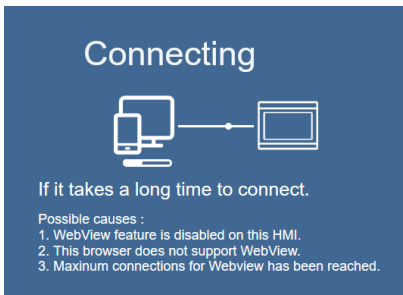 Connecting
If it takes a long time to connect.
Possible causes :
1. WebView feature is disabled on this HMI.
2. This browser does not support WebView.
3. Maxinum connections for Webview has been reached.